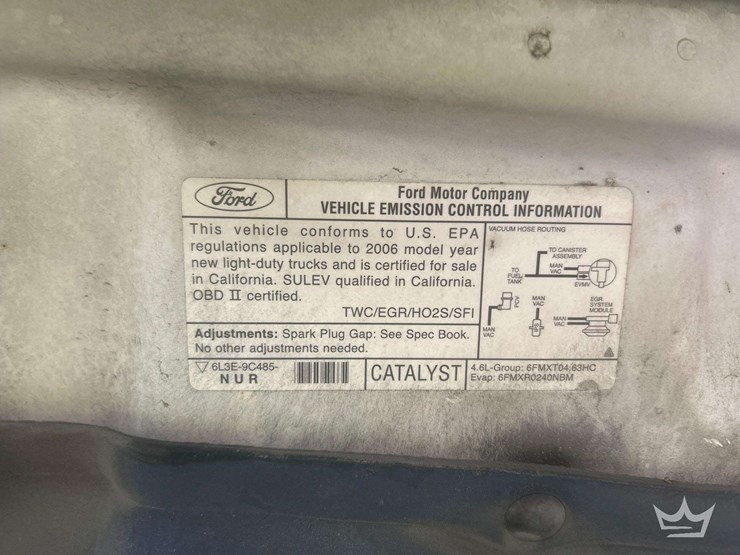 Ford
Ford Motor Company
VEHICLE EMISSION CONTROL INFORMATION
This vehicle conforms to U.S. EPA
regulations applicable to 2006 model year
new light-duty trucks and is certified for sale
in California. SULEV qualified in California.
OBD II certified.
TWC/EGR/HO2S/SFI
Adjustments: Spark Plug Gap: See Spec Book.
No other adjustments needed.
VACUUM HOSE ROUTING
TO CANISTER
ASSEMBLY
MAN
VAC
TO
FUEL
TANK
EVMV
PCV
MAN
VAC
MAN
VAC
EGR
SYSTEM
MODULE
MAN
VAC
6L3E-9C485-
NUR
CATALYST
4.6L-Group: 6FMXT04.63HC
Evap: 6FMXR0240NBM